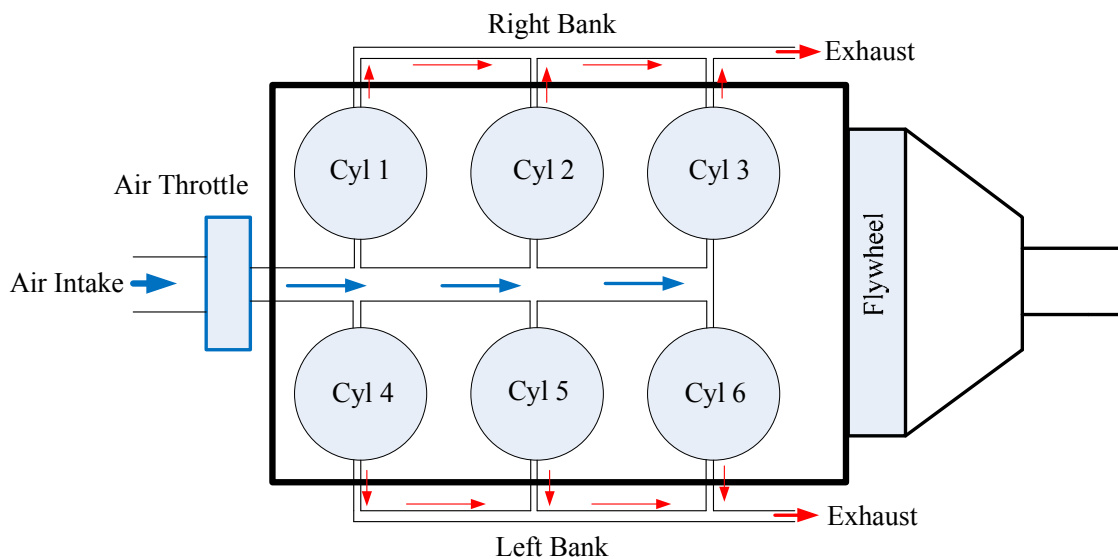 Right Bank
Exhaust
Cyl 1
Cyl 2
Cyl 3
Air Throttle
Air Intake
Flywheel
Cyl 4
Cyl 5
Cyl 6
Exhaust
Left Bank